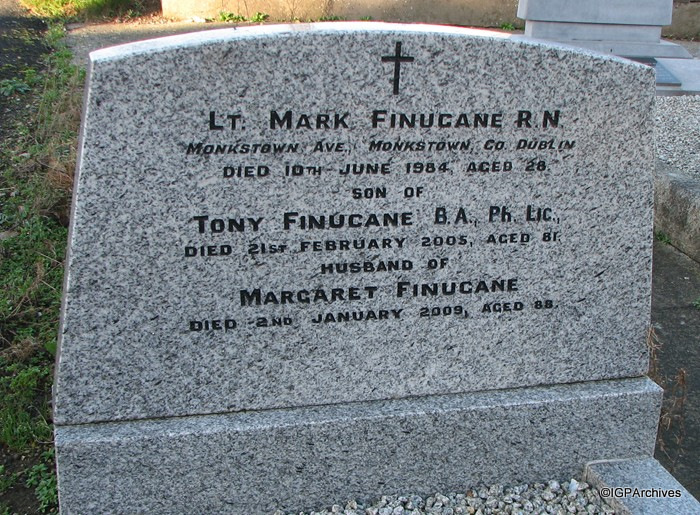 Lt. Mark Finucane R.N.
Monkstown Ave., Monkstown, Co. Dublin
Died 10th June 1984, aged 28.
Son of
Tony Finucane B.A., Ph. Lic.,
Died 21st February 2005, aged 81.
Husband of
Margaret Finucane
Died 2nd January 2009, aged 88.
©IGPArchives